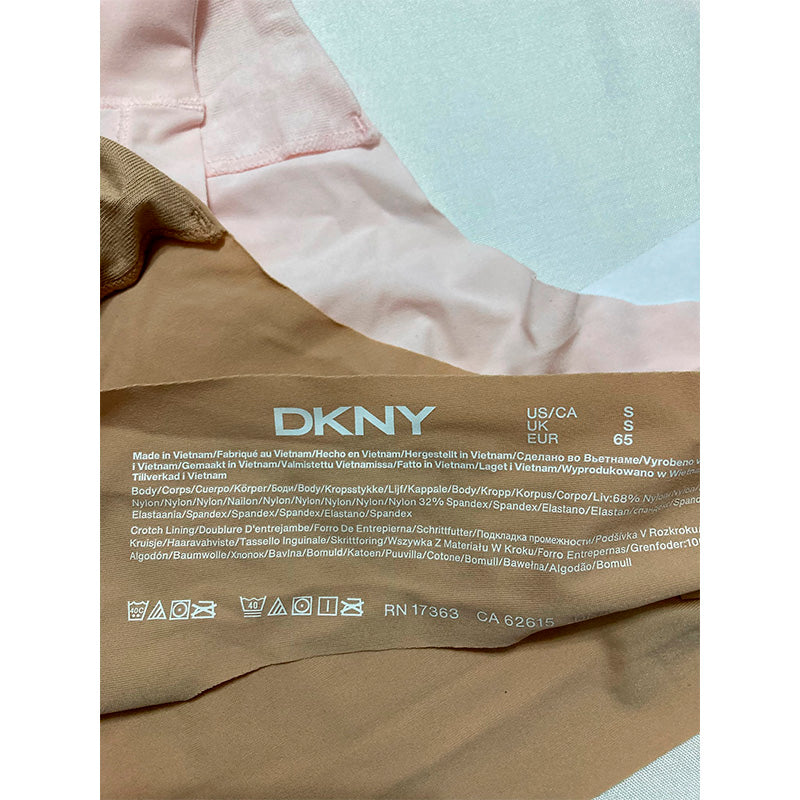 DKNY
US/CA S
UK S
EUR 65
Made in Vietnam/Fabriqué au Vietnam/Hecho en Vietnam/Hergestellt in Vietnam/Сделано во Вьетнаме/Vyrobeno v
i Vietnam/Gemaakt in Vietnam/Valmistettu Vietnamissa/Fatto in Vietnam/Laget i Vietnam/Wyprodukowano w Wietn
Tillverkad i Vietnam
Body/Corps/Cuerpo/Körper/Боди/Body/Kropsstykke/Lijf/Kappale/Body/Kropp/Korpus/Corpo/Liv:68% Nylon/
Nylon/Nylon/Nylon/Nailon/Nylon/Nylon/Nylon/Nylon/Nylon 32% Spandex/Spandex/Elastano/Elastan/
Elastaania/Spandex/Spandex/Elastano/Spandex
Crotch Lining/Doublure D'entrejambe/Forro De Entrepierna/Schrittfutter/Подкладка промежности/Podšívka V Rozkroku/
Kruisje/Haaravahviste/Tassello Inguinale/Skrittforing/Wszywka Z Materiału W Kroku/Forro Entrepernas/Grenfoder:10
Algodón/Baumwolle/Хлопок/Bavlna/Bomuld/Katoen/Puuvilla/Cotone/Bomull/Bawełna/Algodão/Bomull
40C 40 RN 17363 CA 62615